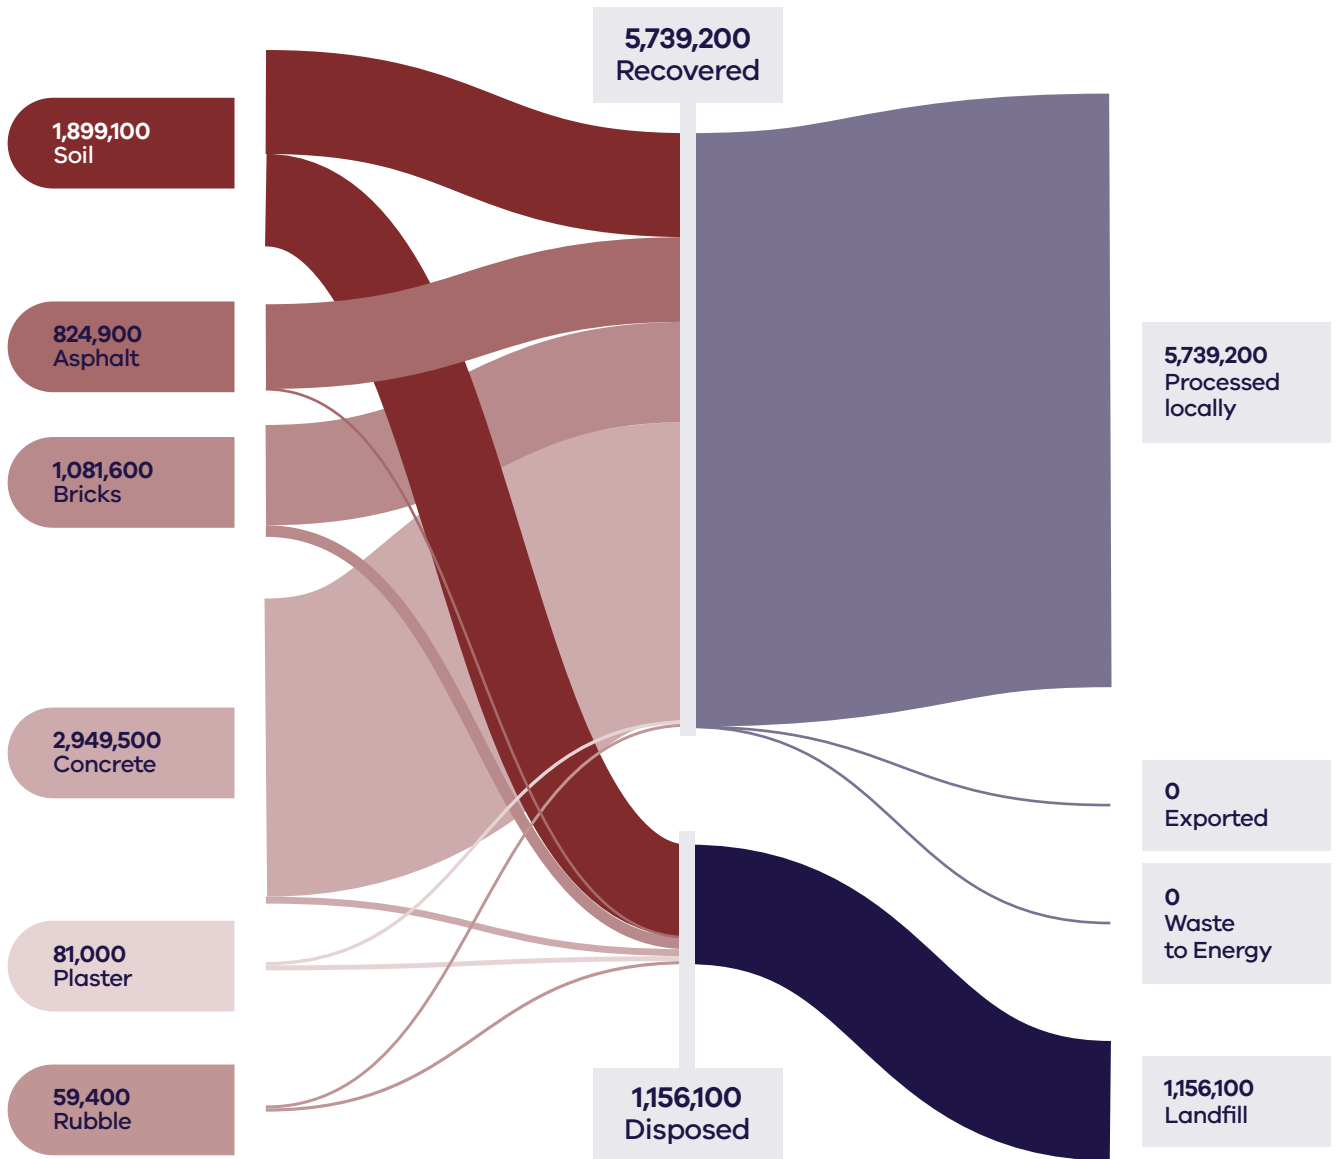 5,739,200
Recovered
1,899,100
Soil
824,900
Asphalt
1,081,600
Bricks
2,949,500
Concrete
81,000
Plaster
59,400
Rubble
5,739,200
Processed
locally
0
Exported
0
Waste
to Energy
1,156,100
Disposed
1,156,100
Landfill